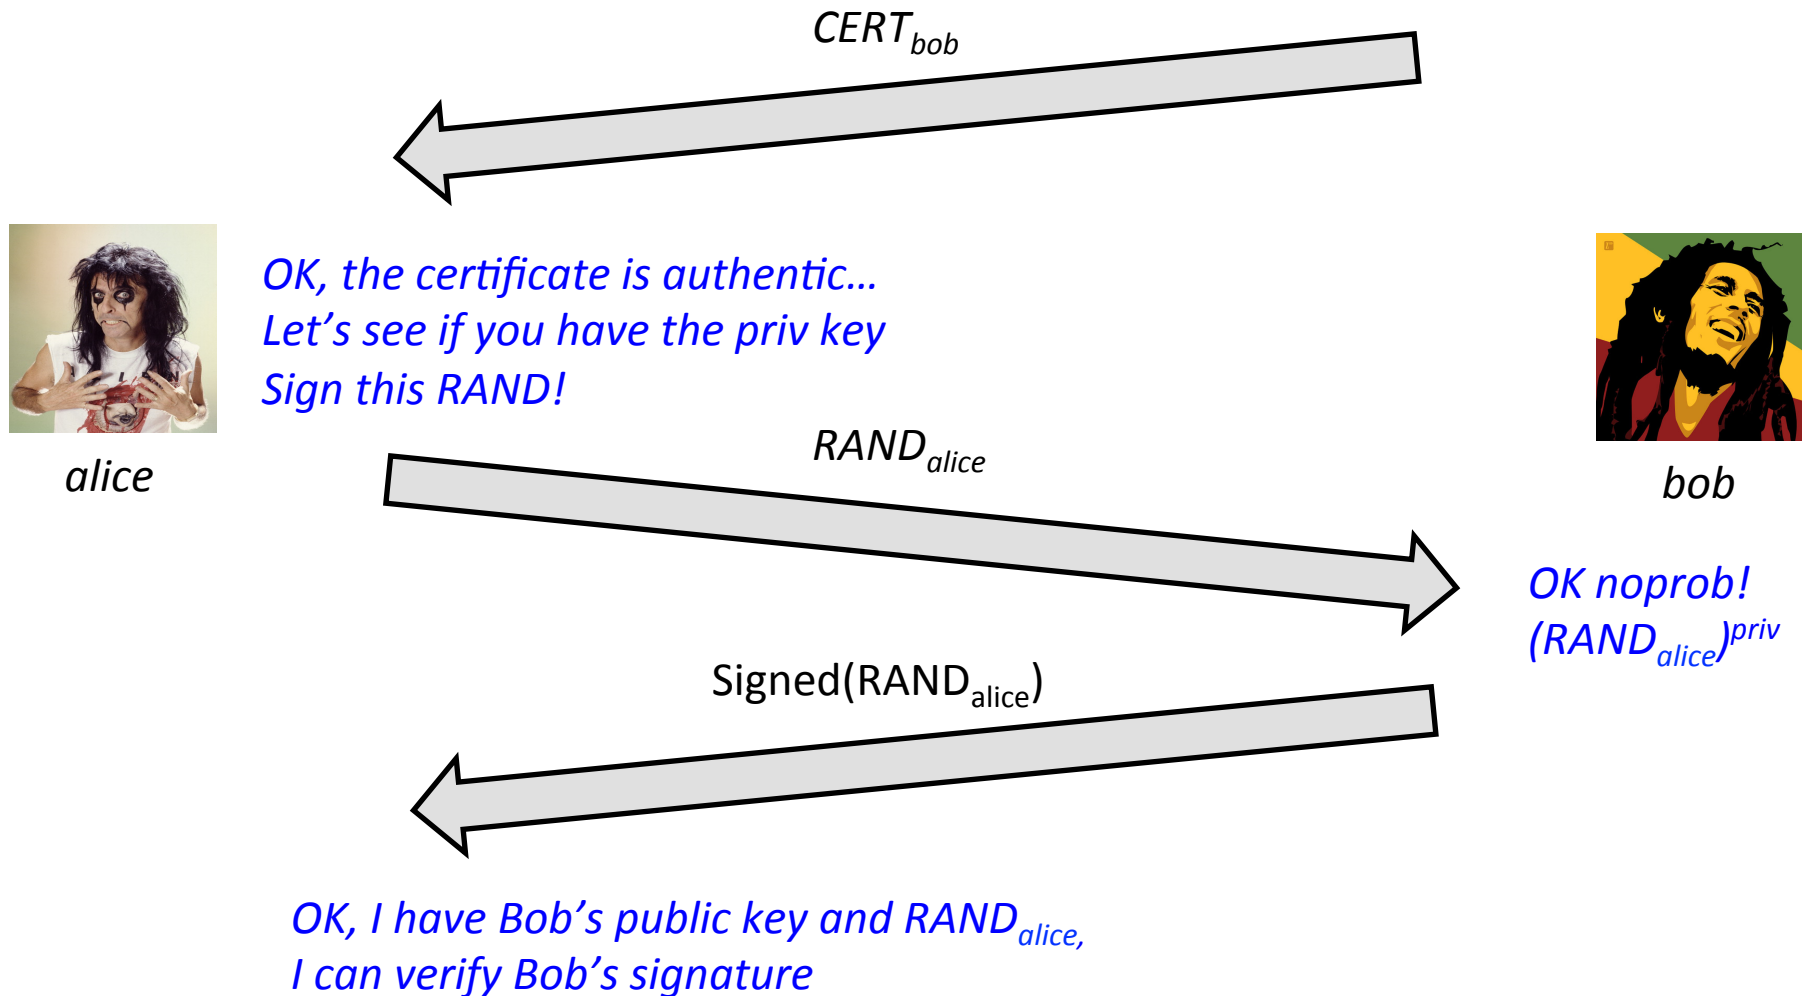 CERTbob
OK, the certificate is authentic…
Let’s see if you have the priv key
Sign this RAND!
alice
RANDalice
bob
OK noprob!
(RANDalice)priv
Signed(RANDalice)
OK, I have Bob’s public key and RANDalice,
I can verify Bob’s signature